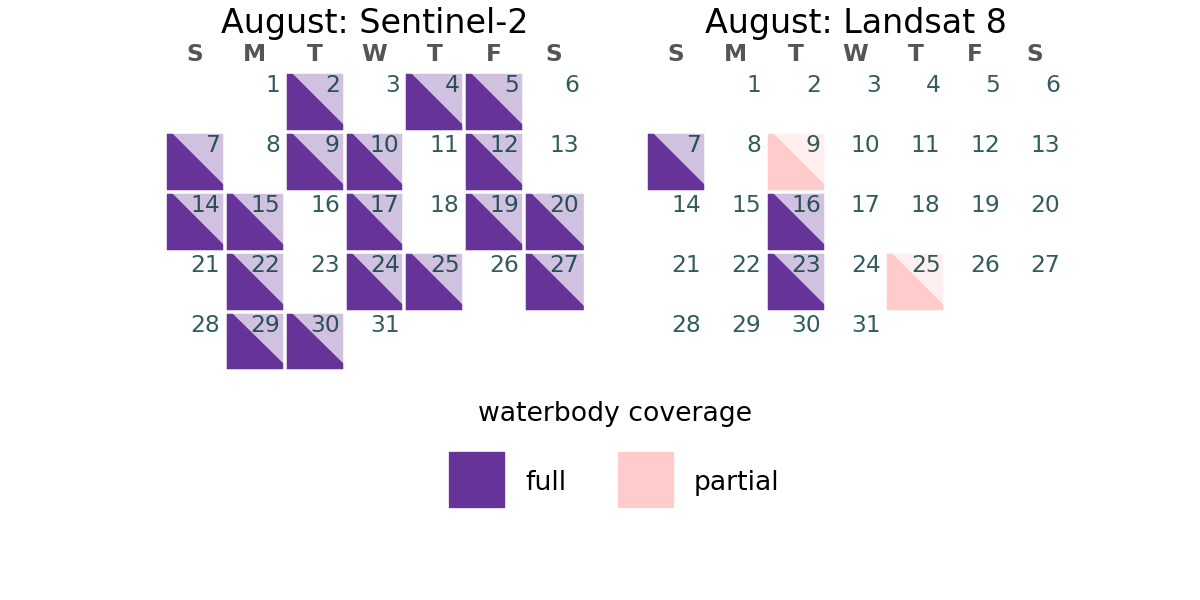 August: Sentinel-2
S M T W T F S
1 2 3 4 5 6
7 8 9 10 11 12 13
14 15 16 17 18 19 20
21 22 23 24 25 26 27
28 29 30 31
August: Landsat 8
S M T W T F S
1 2 3 4 5 6
7 8 9 10 11 12 13
14 15 16 17 18 19 20
21 22 23 24 25 26 27
28 29 30 31
waterbody coverage
full partial